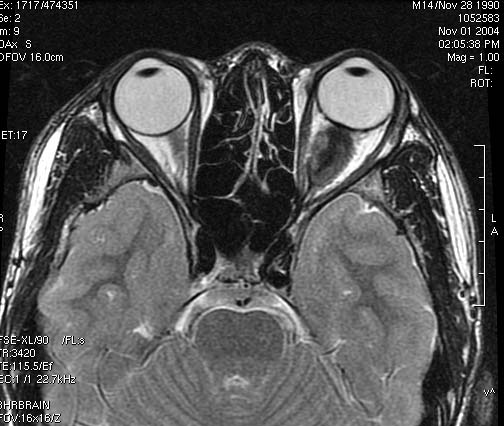 Ex: 1717/474351
Se: 2
m: 9
OAx S
DFOV 16.0cm
M14/Nov 28 1990
1052583
Nov 01 2004
02:05:38 PM
Mag = 1.00
FL:
ROT:
ET:17
R
P
L
A
FSE-XL/90 /FL:s
TR:3420
TE:115.5/Ef
EC:1 /1 22.7kHz
8HRBRAIN
FOV:16x16/Z